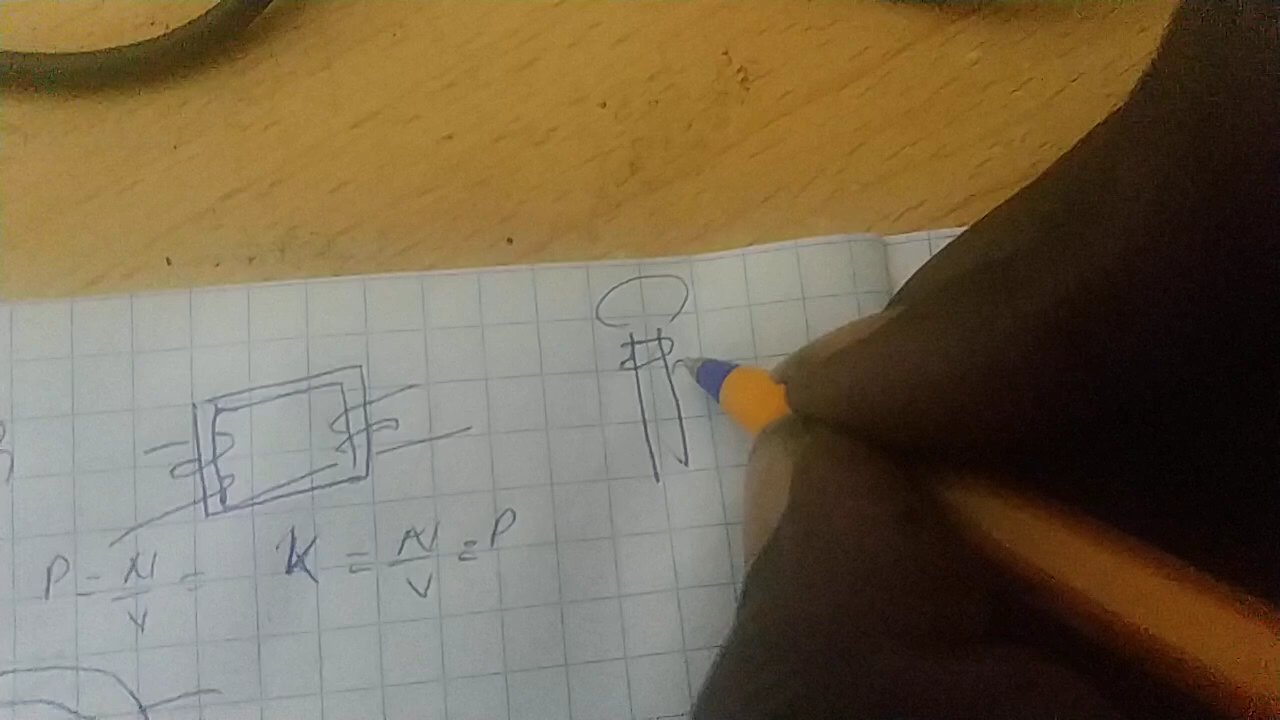 P = N/V =
K = N/V = P